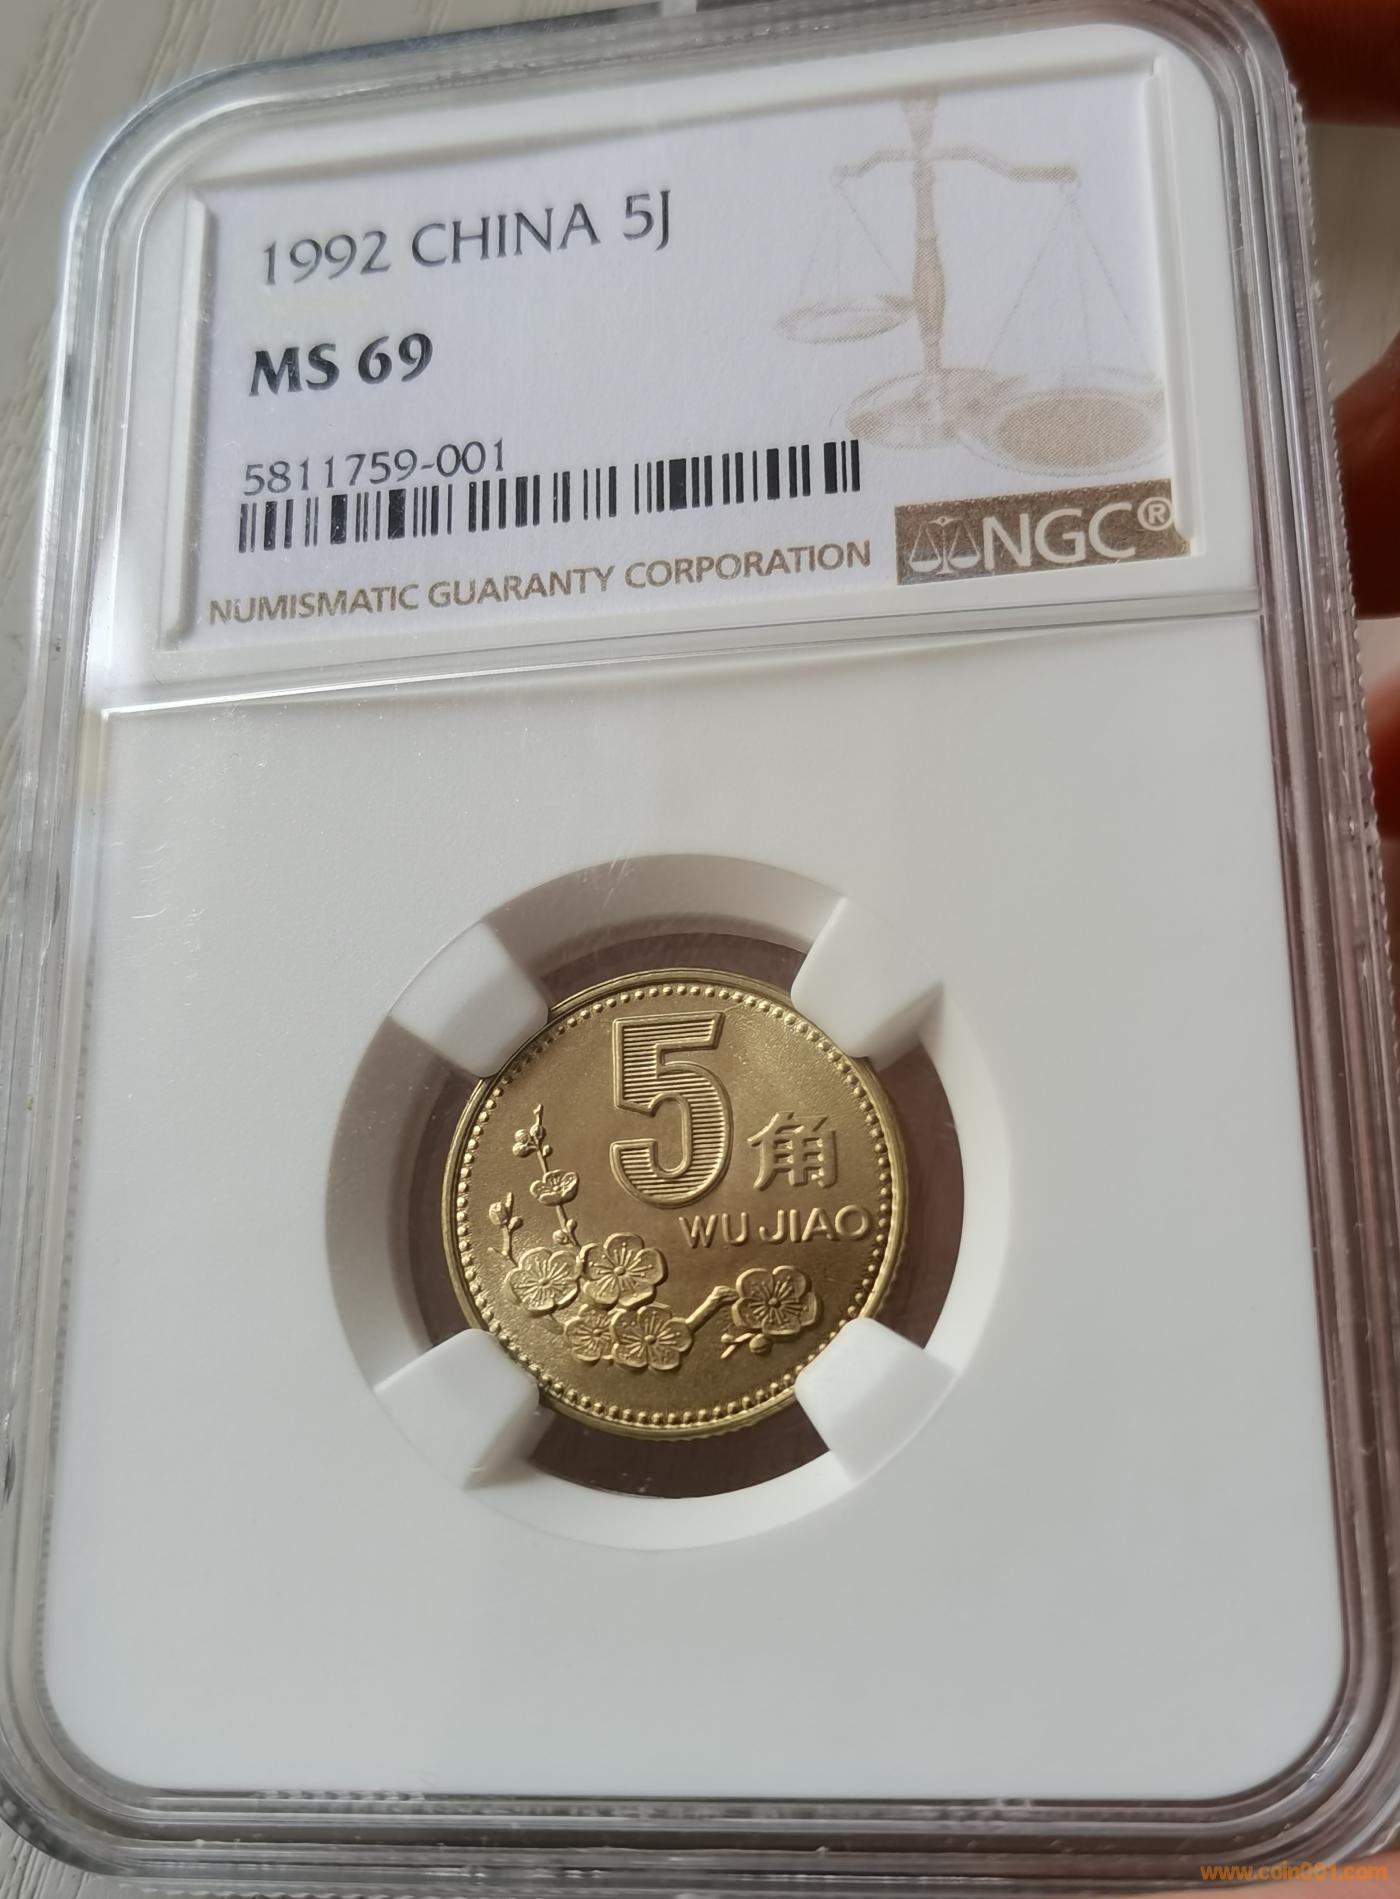 1992 CHINA 5J
MS 69
5811759-001
NUMISMATIC GUARANTY CORPORATION
NGC®
5角
WU JIAO
www.coin001.com